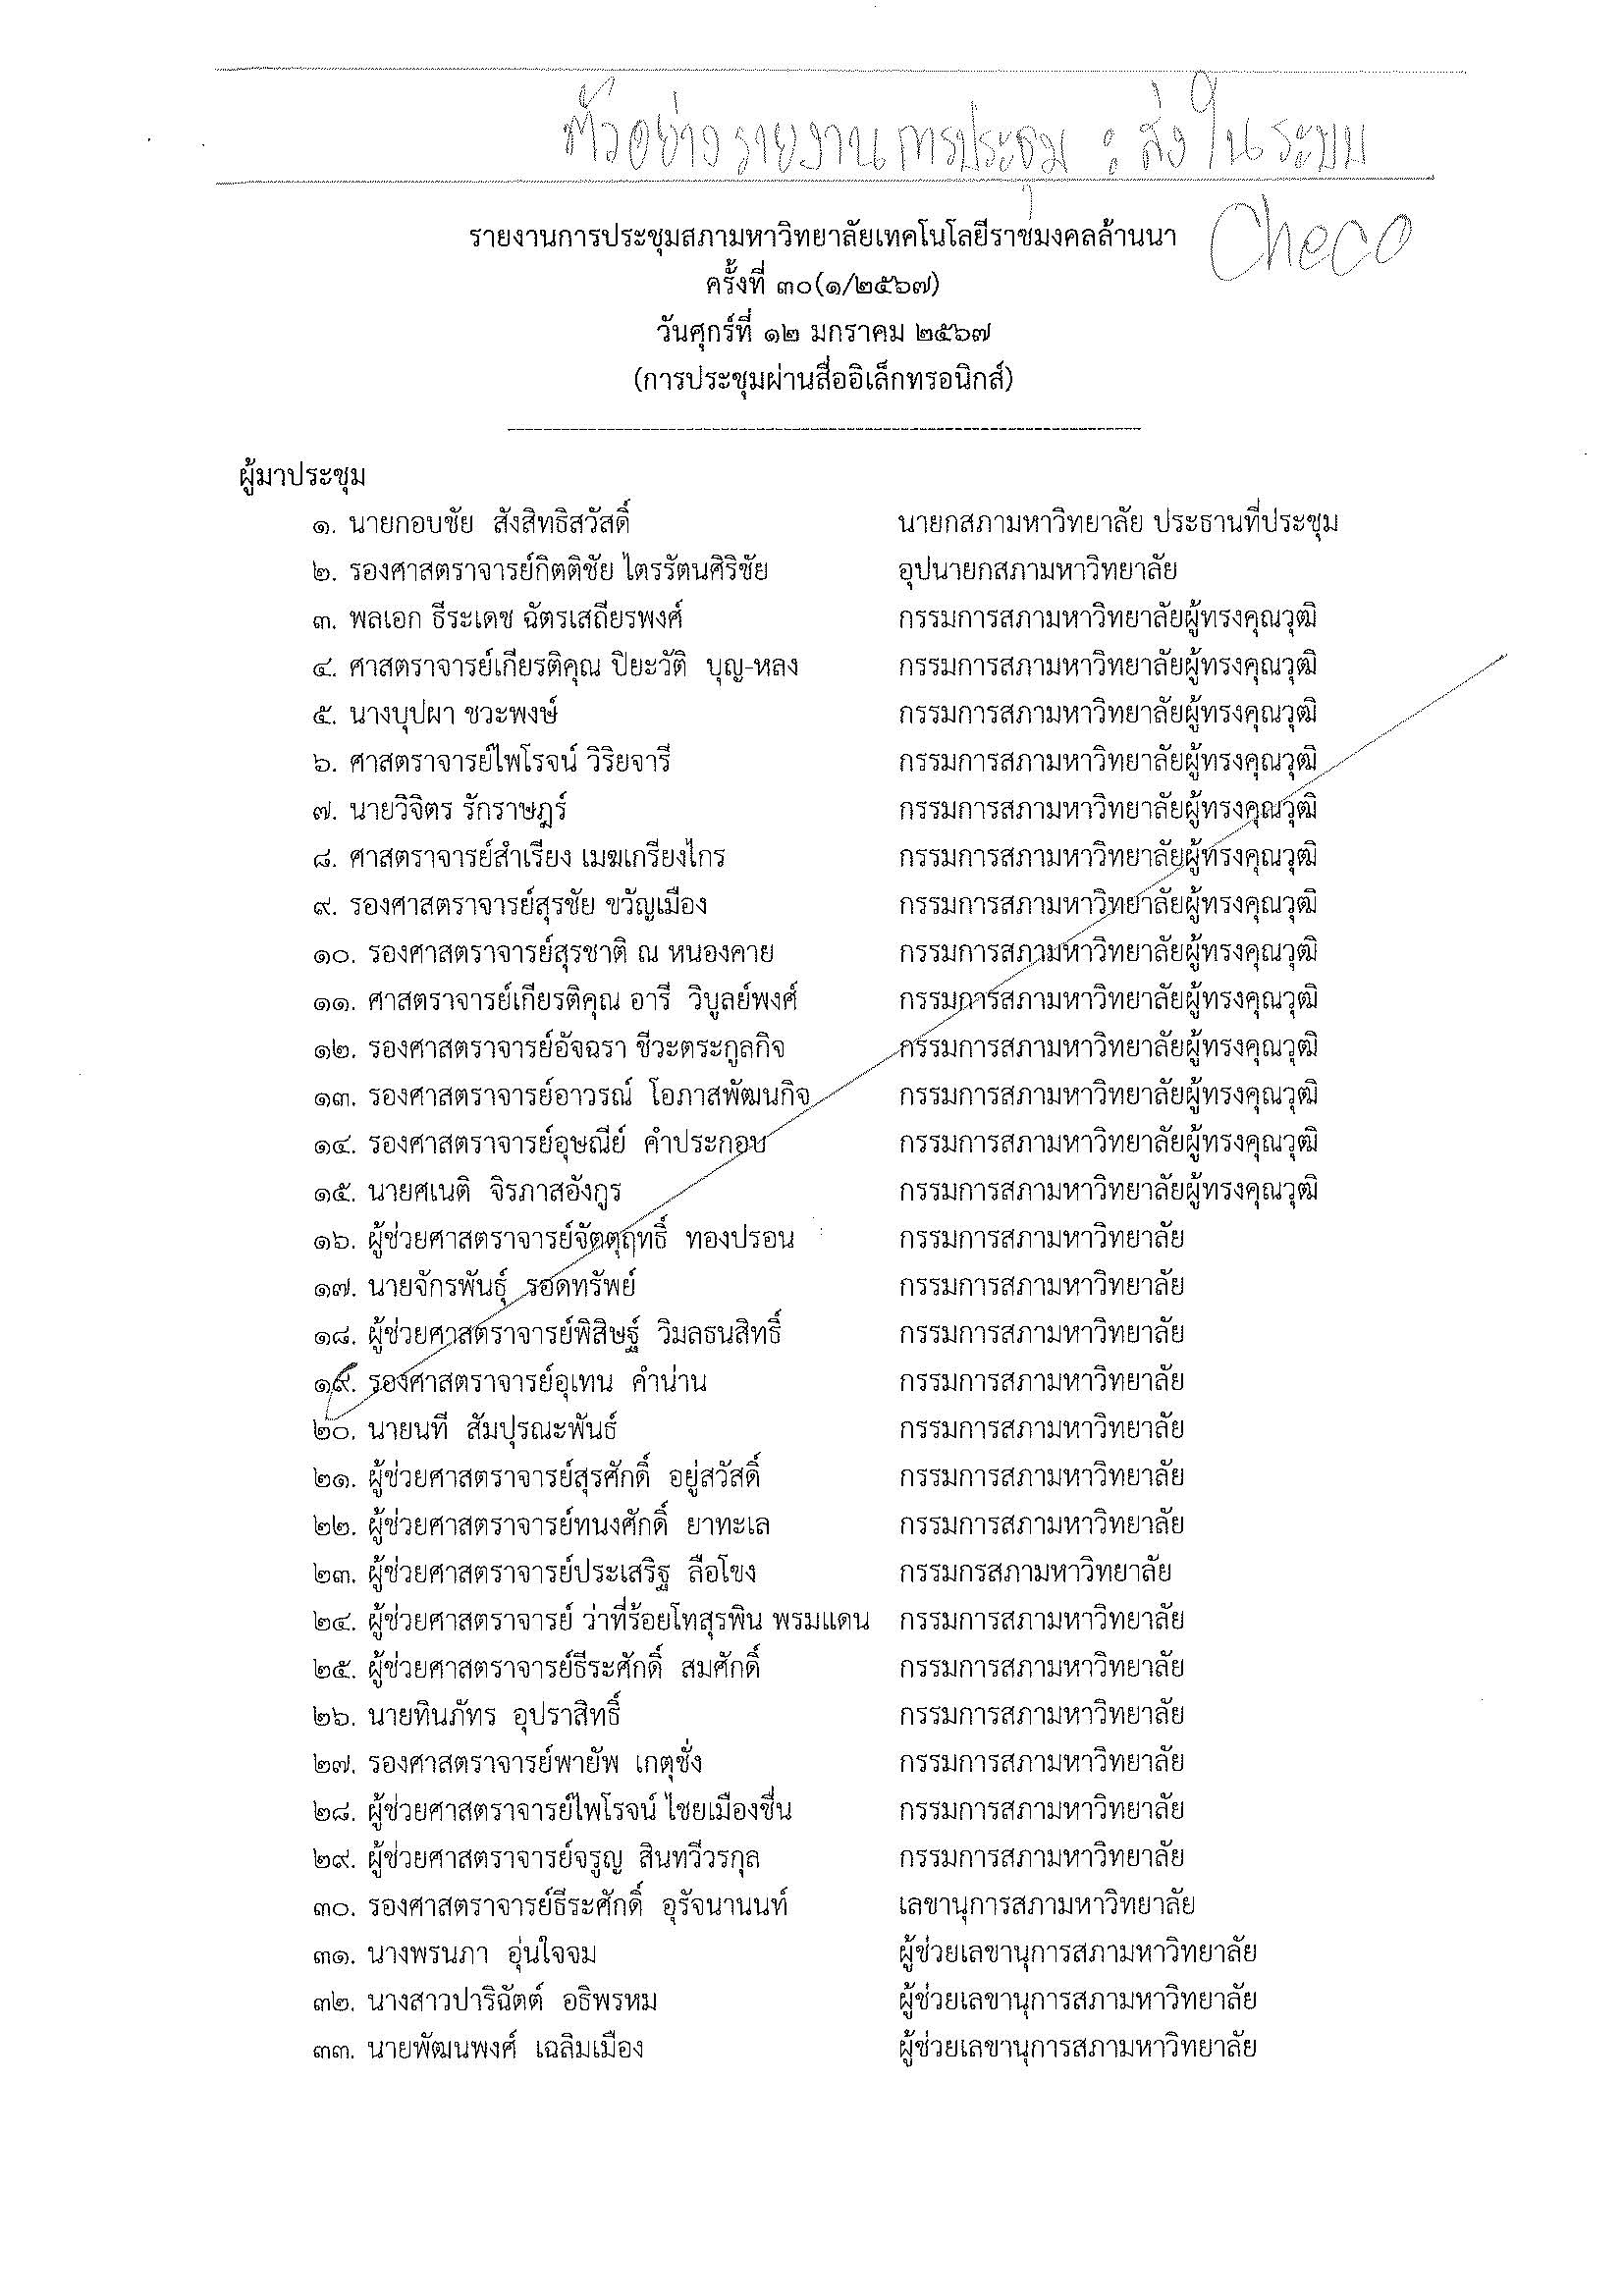 ตัวอย่างรายงานการประชุม : ส่งในระบบ
Checo
รายงานการประชุมสภามหาวิทยาลัยเทคโนโลยีราชมงคลล้านนา
ครั้งที่ ๓๐(๑/๒๕๖๗)
วันศุกร์ที่ ๑๒ มกราคม ๒๕๖๗
(การประชุมผ่านสื่ออิเล็กทรอนิกส์)
ผู้มาประชุม
๑. นายกอบชัย สังสิทธิสวัสดิ์ นายกสภามหาวิทยาลัย ประธานที่ประชุม
๒. รองศาสตราจารย์กิตติชัย ไตรรัตนศิริชัย อุปนายกสภามหาวิทยาลัย
๓. พลเอก ธีระเดช ฉัตรเสถียรพงศ์ กรรมการสภามหาวิทยาลัยผู้ทรงคุณวุฒิ
๔. ศาสตราจารย์เกียรติคุณ ปิยะวัติ บุญ-หลง กรรมการสภามหาวิทยาลัยผู้ทรงคุณวุฒิ
๕. นางบุปผา ชวะพงษ์ กรรมการสภามหาวิทยาลัยผู้ทรงคุณวุฒิ
๖. ศาสตราจารย์ไพโรจน์ วิริยจารี กรรมการสภามหาวิทยาลัยผู้ทรงคุณวุฒิ
๗. นายวิจิตร รักราษฎร์ กรรมการสภามหาวิทยาลัยผู้ทรงคุณวุฒิ
๘. ศาสตราจารย์สำเรียง เมฆเกรียงไกร กรรมการสภามหาวิทยาลัยผู้ทรงคุณวุฒิ
๙. รองศาสตราจารย์สุรชัย ขวัญเมือง กรรมการสภามหาวิทยาลัยผู้ทรงคุณวุฒิ
๑๐. รองศาสตราจารย์สุรชาติ ณ หนองคาย กรรมการสภามหาวิทยาลัยผู้ทรงคุณวุฒิ
๑๑. ศาสตราจารย์เกียรติคุณ อารี วิบูลย์พงศ์ กรรมการสภามหาวิทยาลัยผู้ทรงคุณวุฒิ
๑๒. รองศาสตราจารย์อัจฉรา ชีวะตระกูลกิจ กรรมการสภามหาวิทยาลัยผู้ทรงคุณวุฒิ
๑๓. รองศาสตราจารย์อาวรณ์ โอภาสพัฒนกิจ กรรมการสภามหาวิทยาลัยผู้ทรงคุณวุฒิ
๑๔. รองศาสตราจารย์อุษณีย์ คำประกอบ กรรมการสภามหาวิทยาลัยผู้ทรงคุณวุฒิ
๑๕. นายศเนติ จิรภาสอังกูร กรรมการสภามหาวิทยาลัยผู้ทรงคุณวุฒิ
๑๖. ผู้ช่วยศาสตราจารย์จัตตุฤทธิ์ ทองปรอน กรรมการสภามหาวิทยาลัย
๑๗. นายจักรพันธุ์ รอดทรัพย์ กรรมการสภามหาวิทยาลัย
๑๘. ผู้ช่วยศาสตราจารย์พิสิษฐ์ วิมลธนสิทธิ์ กรรมการสภามหาวิทยาลัย
๑๙. รองศาสตราจารย์อุเทน คำน่าน กรรมการสภามหาวิทยาลัย
๒๐. นายนที สัมปุรณะพันธ์ กรรมการสภามหาวิทยาลัย
๒๑. ผู้ช่วยศาสตราจารย์สุรศักดิ์ อยู่สวัสดิ์ กรรมการสภามหาวิทยาลัย
๒๒. ผู้ช่วยศาสตราจารย์ทนงศักดิ์ ยาทะเล กรรมการสภามหาวิทยาลัย
๒๓. ผู้ช่วยศาสตราจารย์ประเสริฐ ลือโขง กรรมกรสภามหาวิทยาลัย
๒๔. ผู้ช่วยศาสตราจารย์ ว่าที่ร้อยโทสุรพิน พรมแดน กรรมการสภามหาวิทยาลัย
๒๕. ผู้ช่วยศาสตราจารย์ธีระศักดิ์ สมศักดิ์ กรรมการสภามหาวิทยาลัย
๒๖. นายทินภัทร อุปราสิทธิ์ กรรมการสภามหาวิทยาลัย
๒๗. รองศาสตราจารย์พายัพ เกตุชั่ง กรรมการสภามหาวิทยาลัย
๒๘. ผู้ช่วยศาสตราจารย์ไพโรจน์ ไชยเมืองชื่น กรรมการสภามหาวิทยาลัย
๒๙. ผู้ช่วยศาสตราจารย์จรูญ สินทวีวรกุล กรรมการสภามหาวิทยาลัย
๓๐. รองศาสตราจารย์ธีระศักดิ์ อุรัจนานนท์ เลขานุการสภามหาวิทยาลัย
๓๑. นางพรนภา อุ่นใจจม ผู้ช่วยเลขานุการสภามหาวิทยาลัย
๓๒. นางสาวปาริฉัตต์ อธิพรหม ผู้ช่วยเลขานุการสภามหาวิทยาลัย
๓๓. นายพัฒนพงศ์ เฉลิมเมือง ผู้ช่วยเลขานุการสภามหาวิทยาลัย